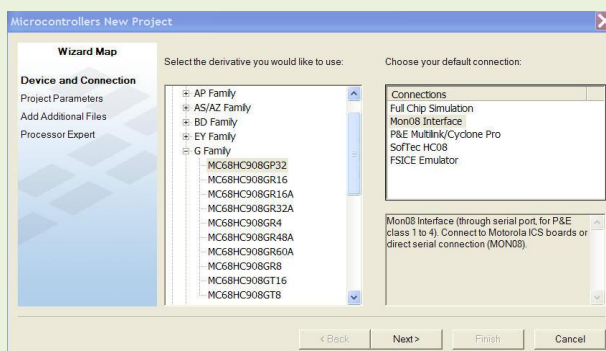 Microcontrollers New Project
Wizard Map
Device and Connection
Project Parameters
Add Additional Files
Processor Expert
Select the derivative you would like to use:
AP Family
AS/AZ Family
BD Family
EY Family
G Family
MC68HC908GP32
MC68HC908GR16
MC68HC908GR16A
MC68HC908GR32A
MC68HC908GR4
MC68HC908GR48A
MC68HC908GR60A
MC68HC908GR8
MC68HC908GT16
MC68HC908GT8
Choose your default connection:
Connections
Full Chip Simulation
Mon08 Interface
P&E Multilink/Cyclone Pro
SofTec HC08
FSICE Emulator
Mon08 Interface (through serial port, for P&E
class 1 to 4). Connect to Motorola ICS boards or
direct serial connection (MON08).
< Back
Next >
Finish
Cancel